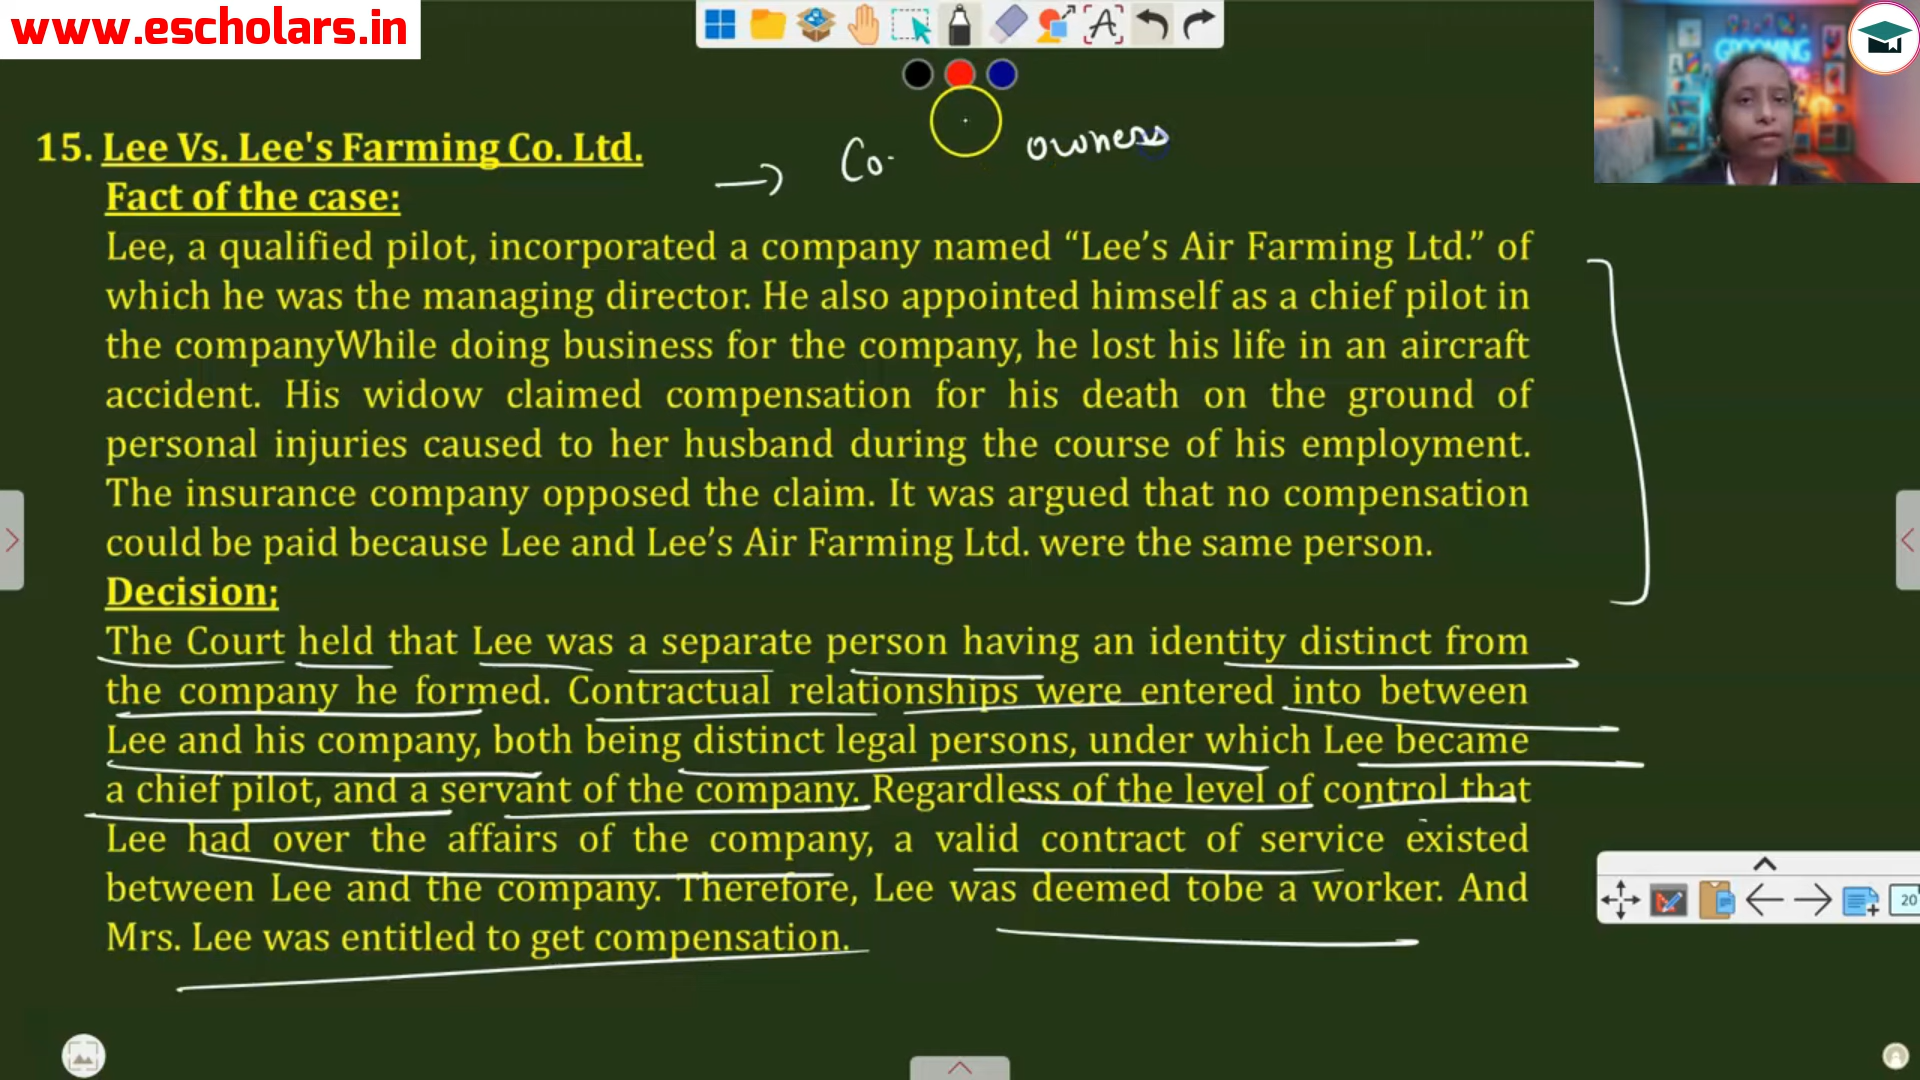 www.escholars.in
GROOMING
Co. owners
15. Lee Vs. Lee's Farming Co. Ltd.
Fact of the case:
Lee, a qualified pilot, incorporated a company named “Lee’s Air Farming Ltd.” of
which he was the managing director. He also appointed himself as a chief pilot in
the companyWhile doing business for the company, he lost his life in an aircraft
accident. His widow claimed compensation for his death on the ground of
personal injuries caused to her husband during the course of his employment.
The insurance company opposed the claim. It was argued that no compensation
could be paid because Lee and Lee’s Air Farming Ltd. were the same person.
Decision;
The Court held that Lee was a separate person having an identity distinct from
the company he formed. Contractual relationships were entered into between
Lee and his company, both being distinct legal persons, under which Lee became
a chief pilot, and a servant of the company. Regardless of the level of control that
Lee had over the affairs of the company, a valid contract of service existed
between Lee and the company. Therefore, Lee was deemed tobe a worker. And
Mrs. Lee was entitled to get compensation.
20